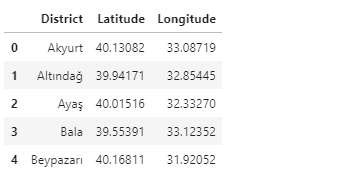 District Latitude Longitude
0 Akyurt 40.13082 33.08719
1 Altındağ 39.94171 32.85445
2 Ayaş 40.01516 32.33270
3 Bala 39.55391 33.12352
4 Beypazarı 40.16811 31.92052